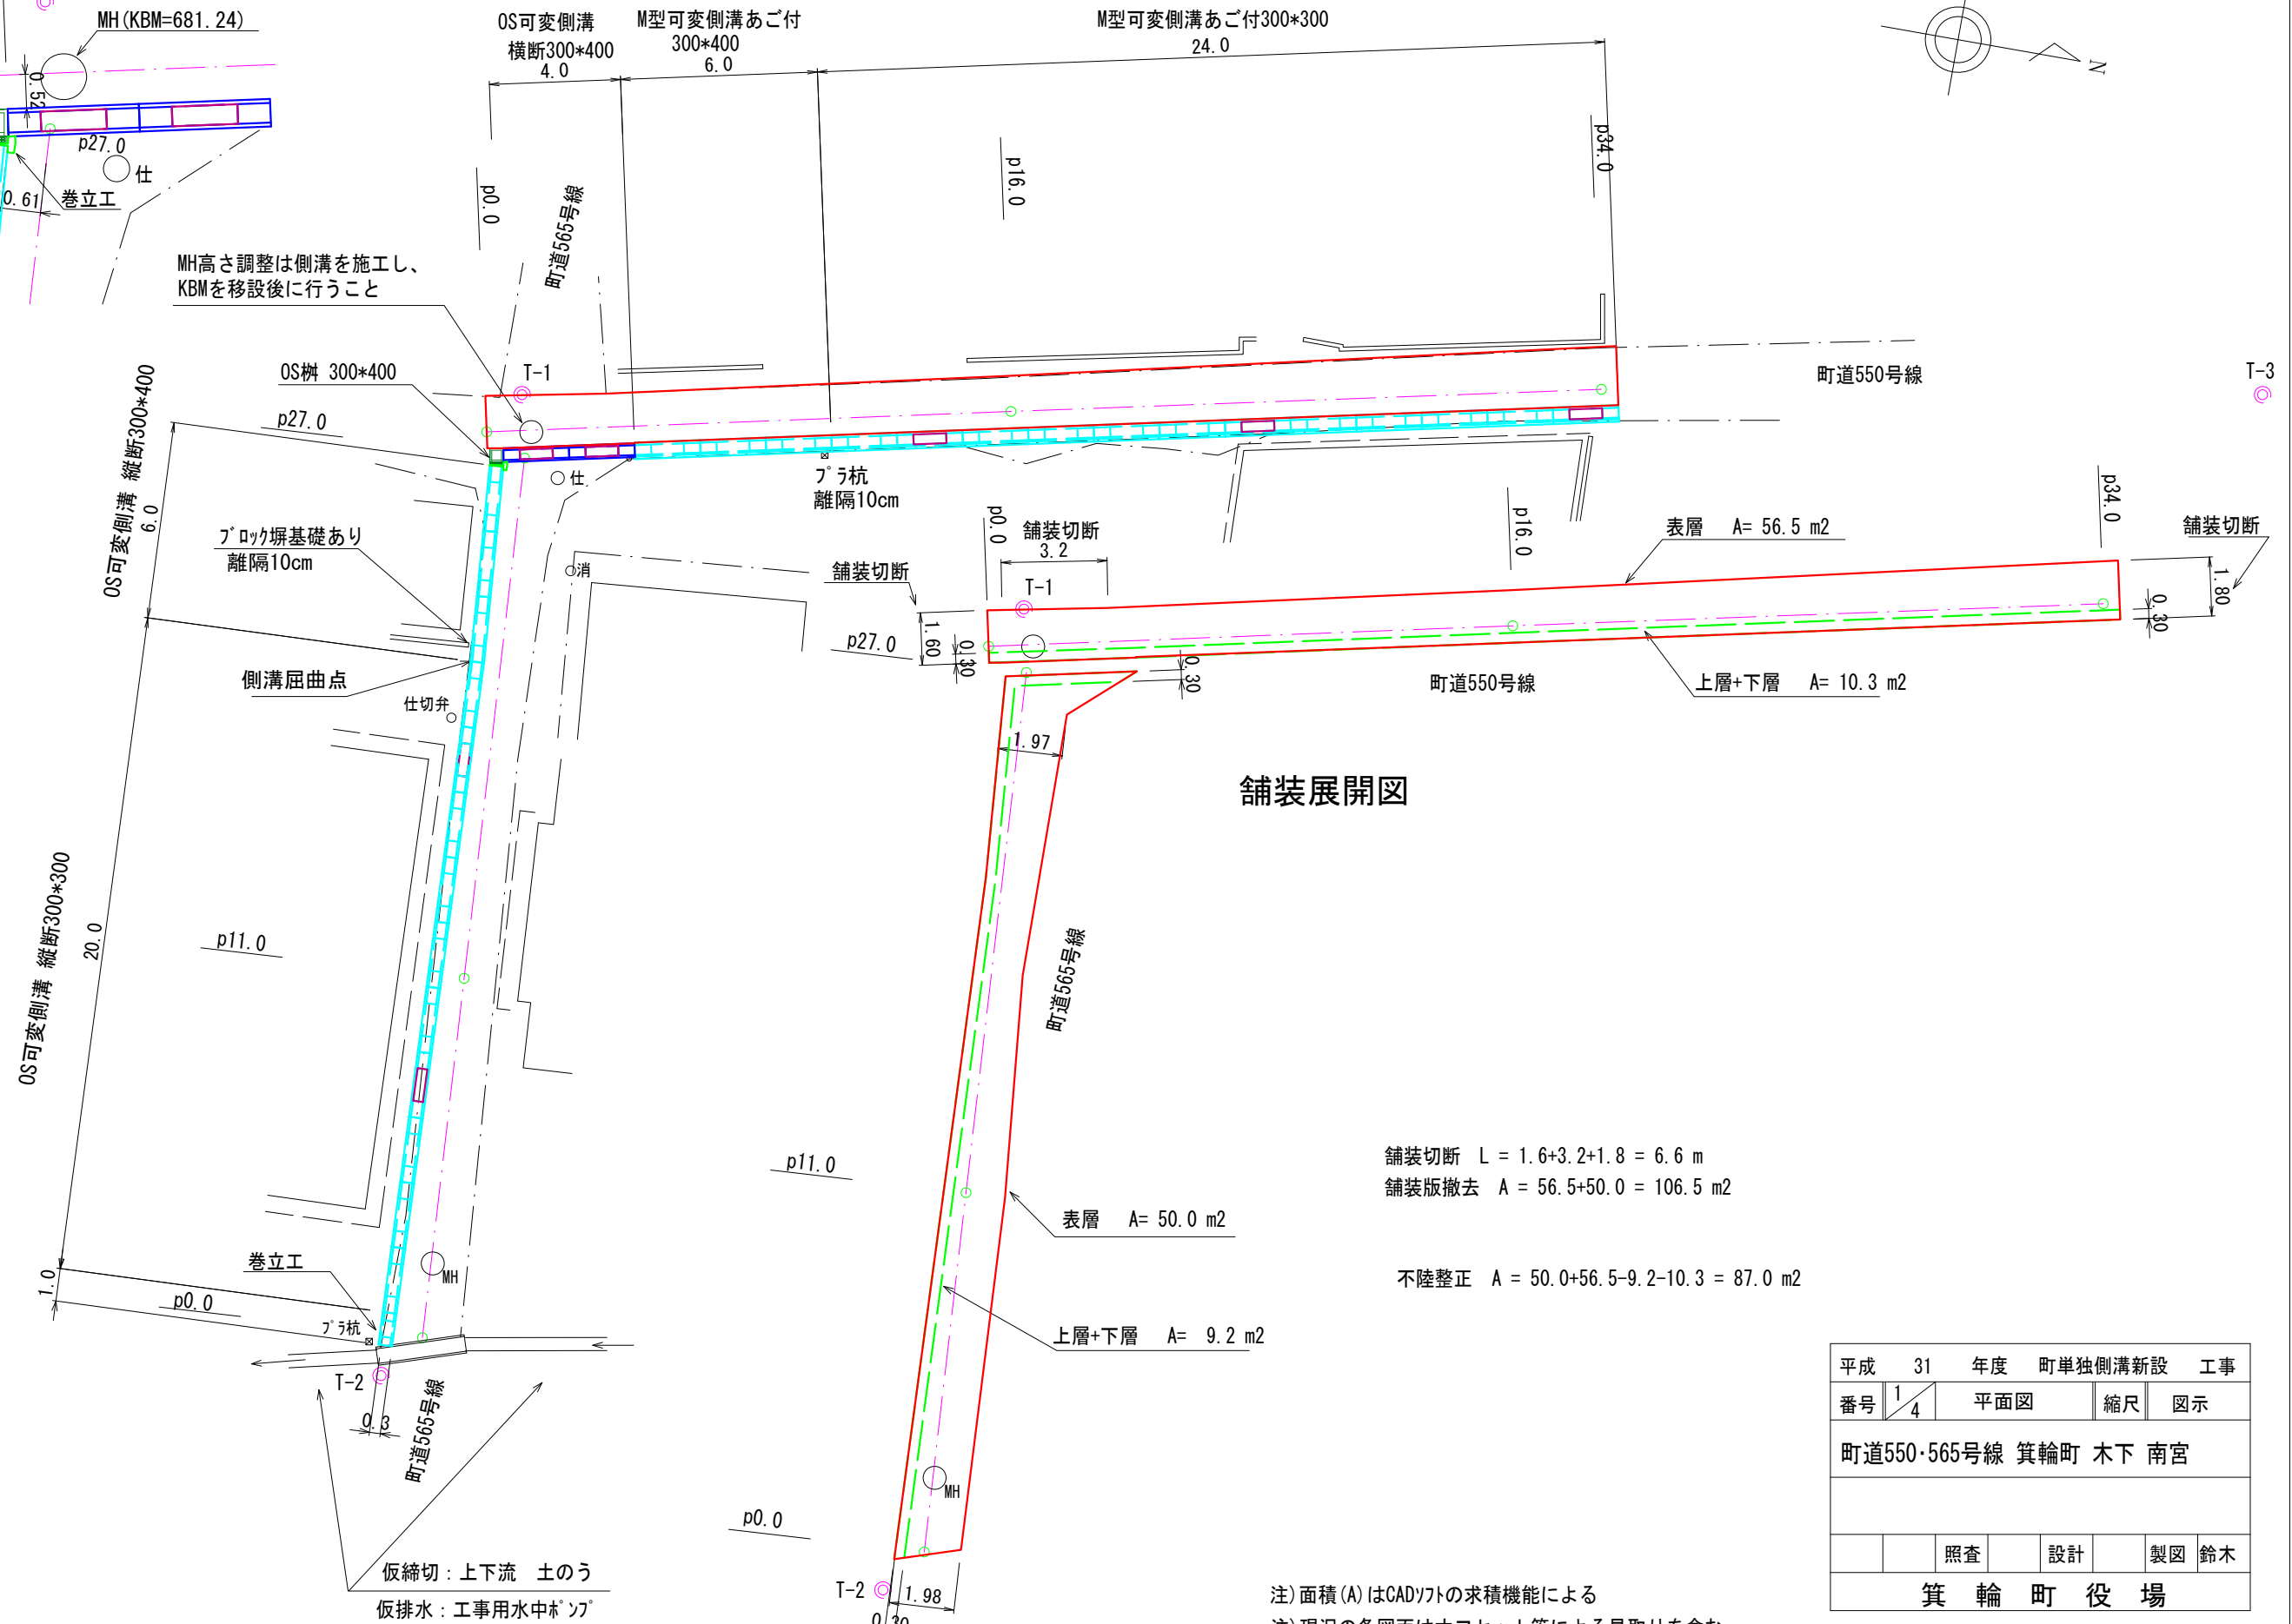 MH(KBM=681.24)
0.52
p27.0
仕
0.61
巻立工
OS可変側溝
横断300*400
4.0
M型可変側溝あご付
300*400
6.0
M型可変側溝あご付300*300
24.0
N
p0.0
町道565号線
p16.0
p34.0
MH高さ調整は側溝を施工し、
KBMを移設後に行うこと
OS桝 300*400
T-1
町道550号線
T-3
OS可変側溝 縦断300*400
6.0
p27.0
仕
プラ杭
離隔10cm
ブロック塀基礎あり
離隔10cm
消
側溝屈曲点
仕切弁
OS可変側溝 縦断300*300
20.0
p11.0
巻立工
MH
1.0
p0.0
プラ杭
T-2
0.3
町道565号線
仮締切：上下流 土のう
仮排水：工事用水中ポンプ
p0.0
舗装切断
3.2
p16.0
表層 A= 56.5 m2
p34.0
舗装切断
舗装切断
T-1
1.80
0.30
1.60
0.30
p27.0
0.30
町道550号線
上層+下層 A= 10.3 m2
1.97
舗装展開図
町道565号線
p11.0
表層 A= 50.0 m2
上層+下層 A= 9.2 m2
MH
p0.0
T-2
1.98
0.30
舗装切断 L = 1.6+3.2+1.8 = 6.6 m
舗装版撤去 A = 56.5+50.0 = 106.5 m2
不陸整正 A = 50.0+56.5-9.2-10.3 = 87.0 m2
注)面積(A)はCADソフトの求積機能による
平成 31 年度 町単独側溝新設 工事
番号 1/4 平面図 縮尺 図示
町道550・565号線 箕輪町 木下 南宮
照査 設計 製図 鈴木
箕輪町役場